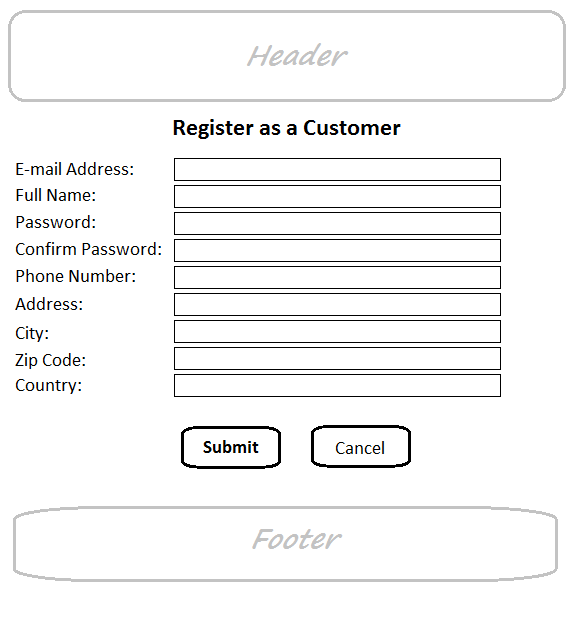 Header
Register as a Customer
E-mail Address:
Full Name:
Password:
Confirm Password:
Phone Number:
Address:
City:
Zip Code:
Country:
Submit Cancel
Footer